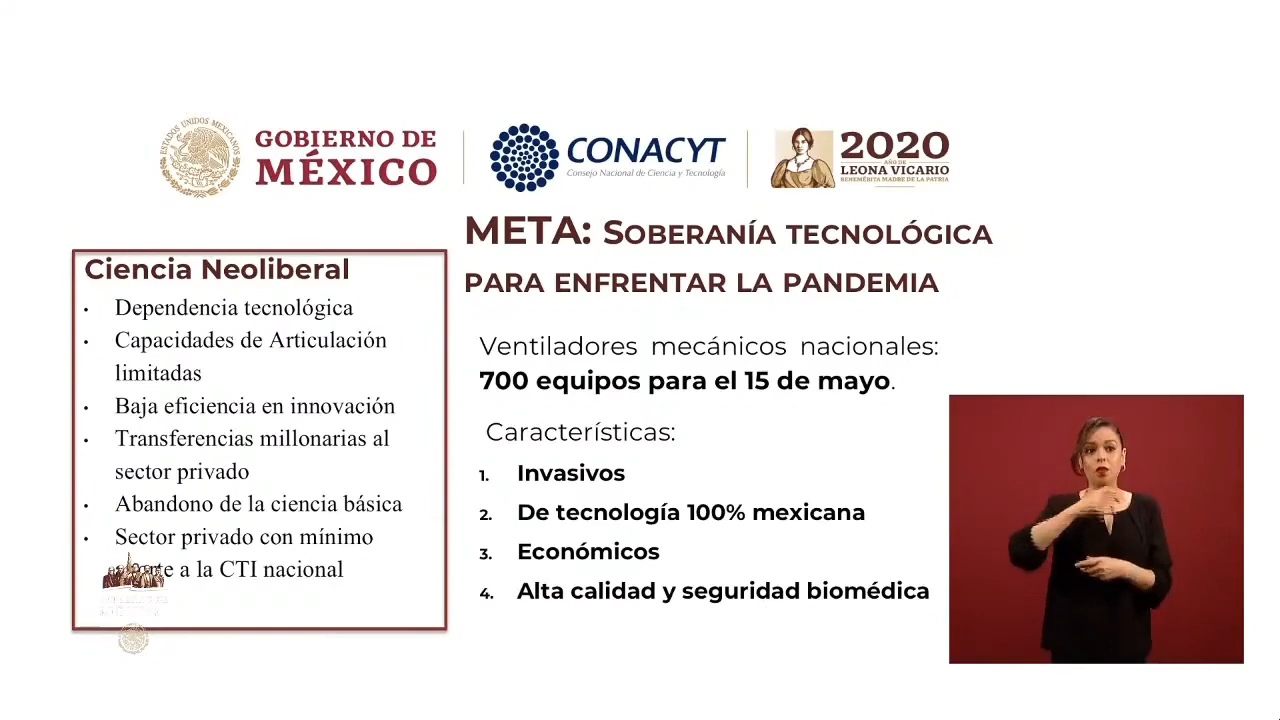 ESTADOS UNIDOS MEXICANOS
GOBIERNO DE
MÉXICO
CONACYT
Consejo Nacional de Ciencia y Tecnología
2020
AÑO DE
LEONA VICARIO
BENEMÉRITA MADRE DE LA PATRIA
META: SOBERANÍA TECNOLÓGICA
PARA ENFRENTAR LA PANDEMIA
Ciencia Neoliberal
• Dependencia tecnológica
• Capacidades de Articulación
limitadas
• Baja eficiencia en innovación
• Transferencias millonarias al
sector privado
• Abandono de la ciencia básica
• Sector privado con mínimo
a la CTI nacional
Ventiladores mecánicos nacionales:
700 equipos para el 15 de mayo.
Características:
1. Invasivos
2. De tecnología 100% mexicana
3. Económicos
4. Alta calidad y seguridad biomédica